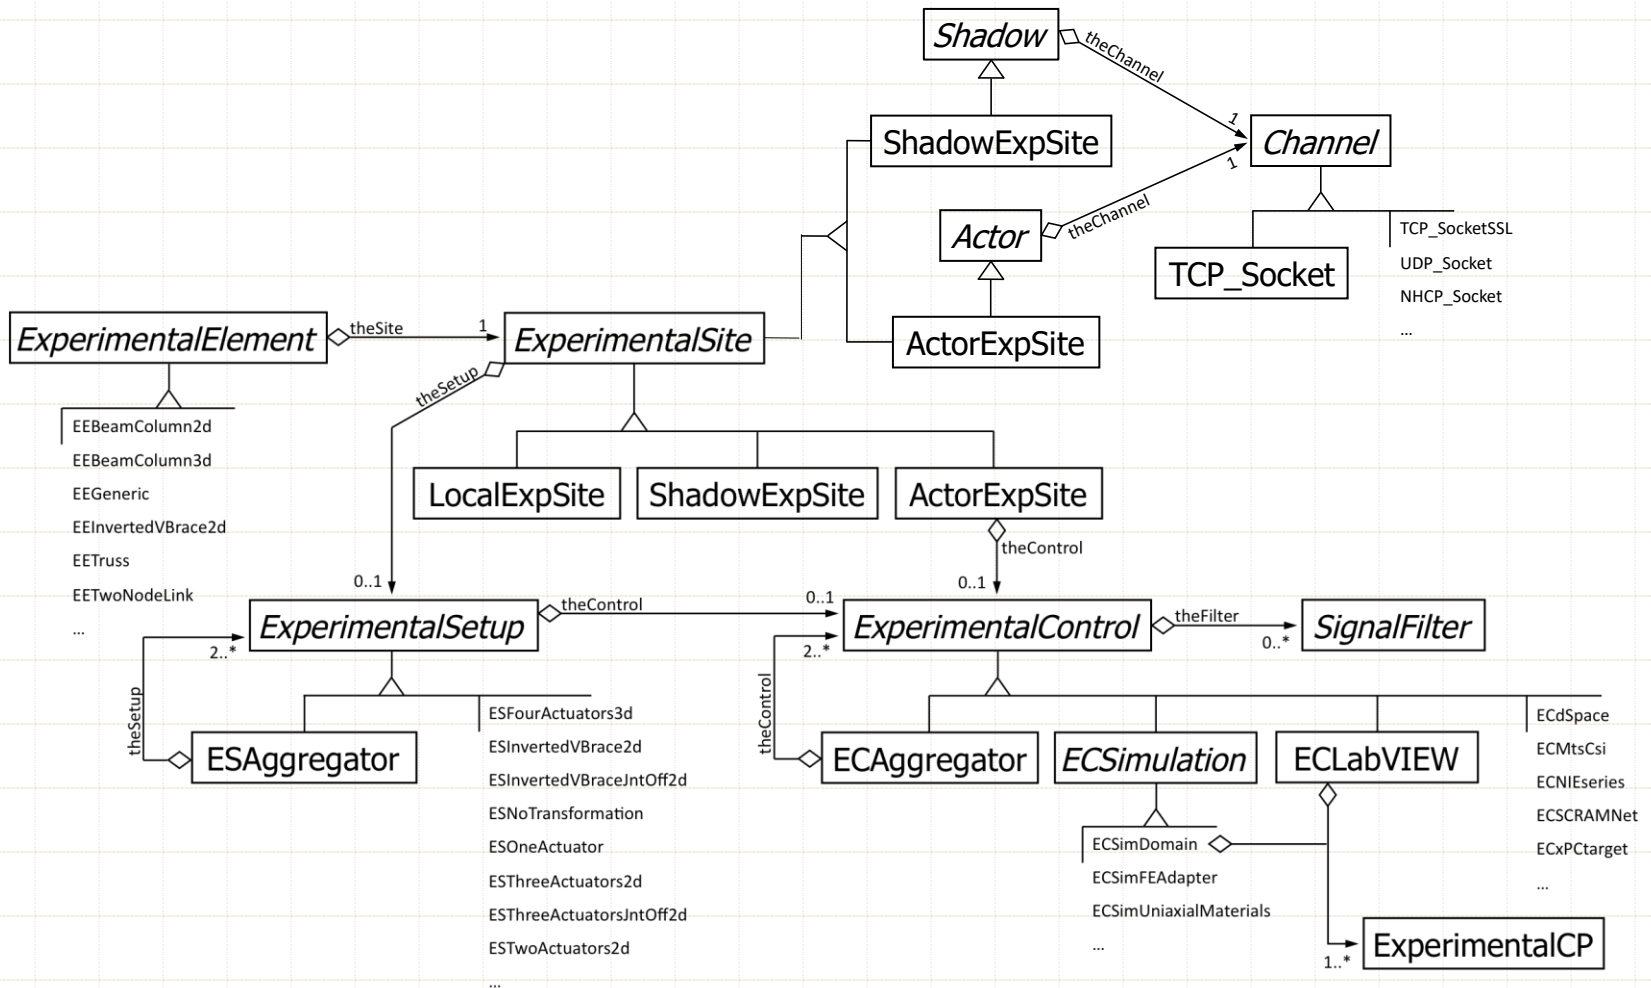 Shadow
theChannel
1
ShadowExpSite
Channel
1
theChannel
Actor
TCP_Socket
TCP_SocketSSL
UDP_Socket
NHCP_Socket
...
ExperimentalElement
theSite
1
ExperimentalSite
ActorExpSite
theSetup
EEBeamColumn2d
EEBeamColumn3d
EEGeneric
EEInvertedVBrace2d
EETruss
EETwoNodeLink
...
LocalExpSite
ShadowExpSite
ActorExpSite
theControl
0..1
0..1
ExperimentalSetup
theControl
0..1
ExperimentalControl
theFilter
0..*
SignalFilter
2..*
theSetup
ESAggregator
ESFourActuators3d
ESInvertedVBrace2d
ESInvertedVBraceJntOff2d
ESNoTransformation
ESOneActuator
ESThreeActuators2d
ESThreeActuatorsJntOff2d
ESTwoActuators2d
...
2..*
theControl
ECAggregator
ECSimulation
ECLabVIEW
ECdSpace
ECMtsCsi
ECNIEseries
ECSCRAMNet
ECxPCtarget
...
ECSimDomain
ECSimFEAdapter
ECSimUniaxialMaterials
...
1..*
ExperimentalCP